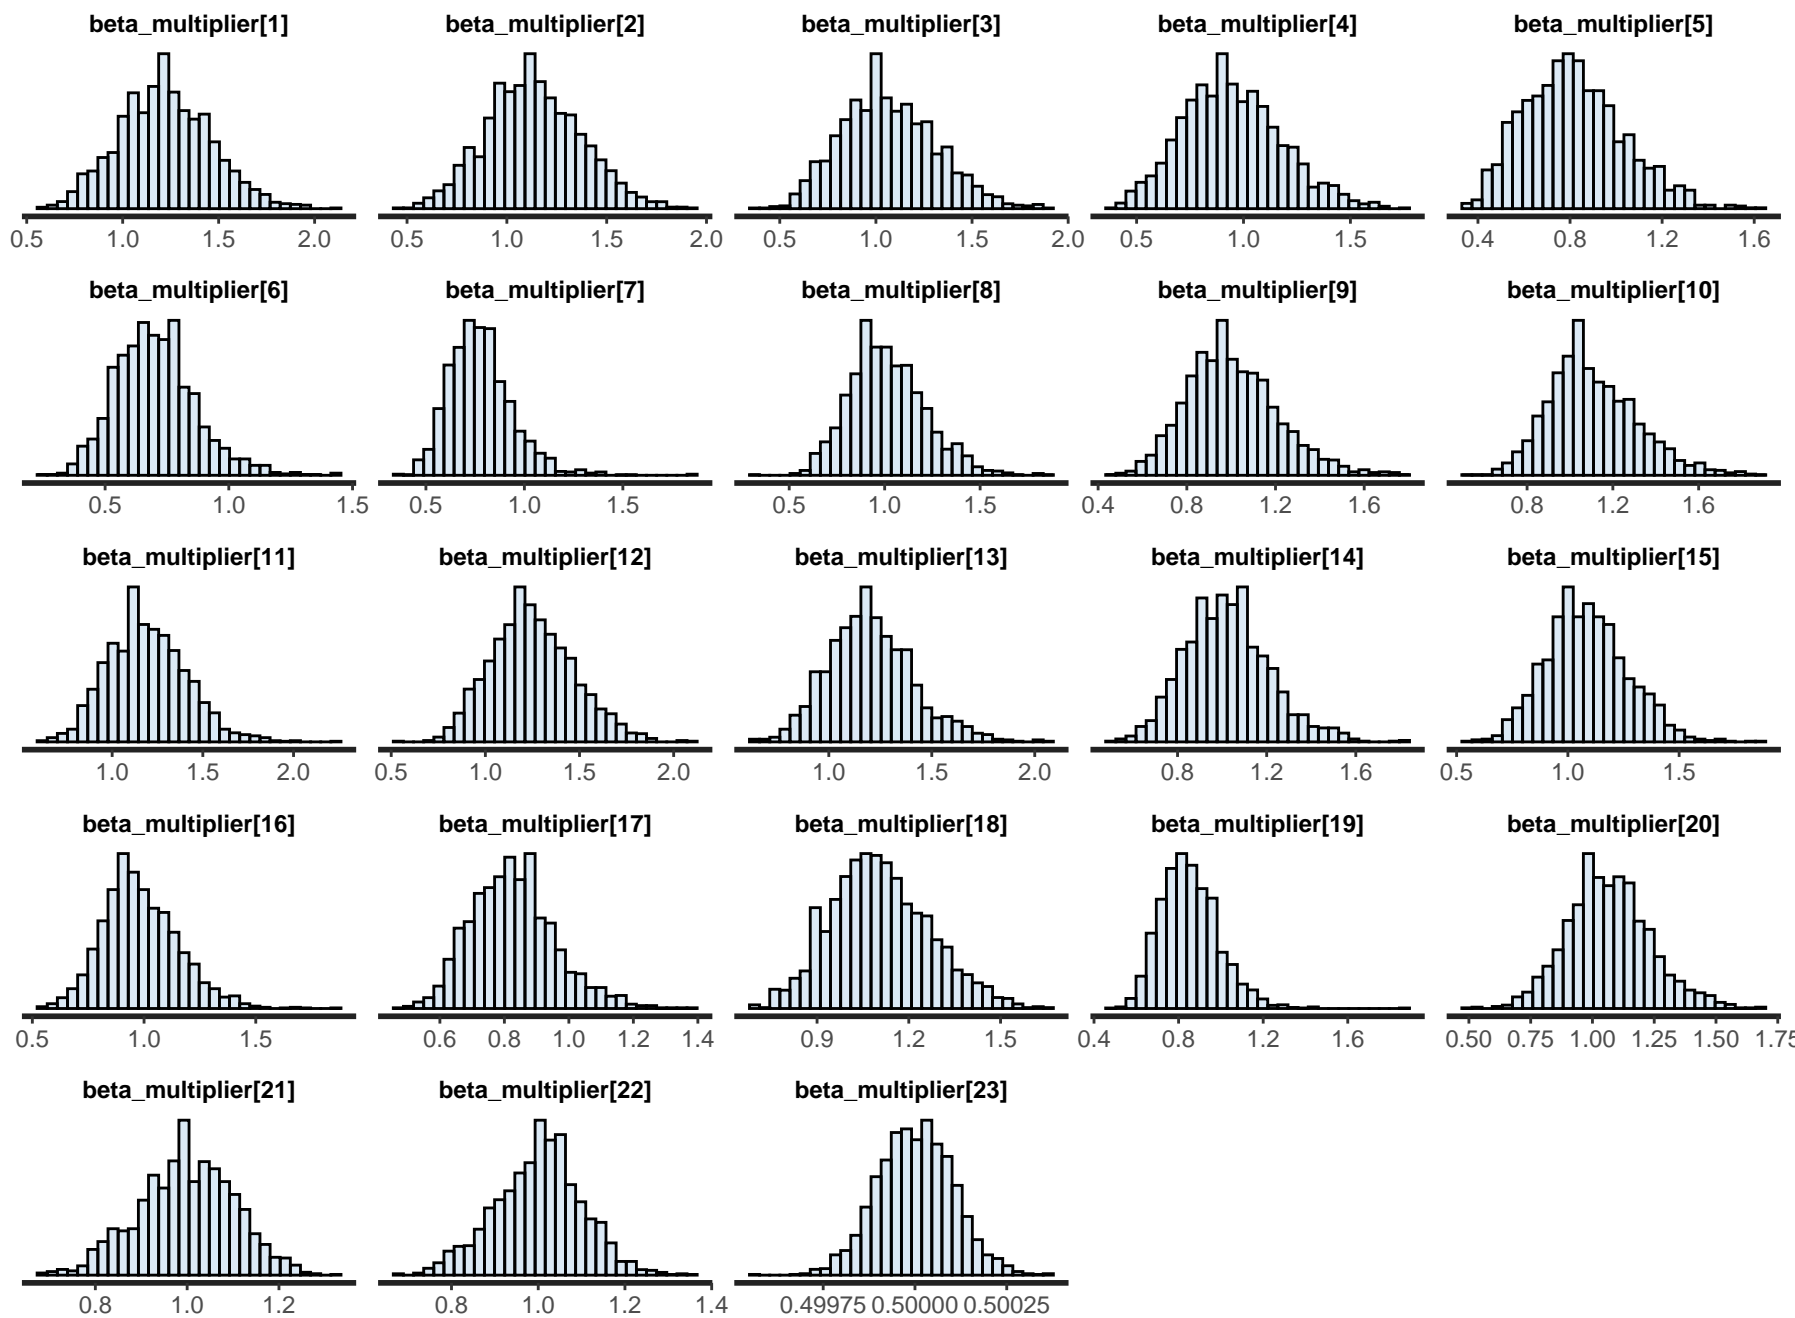 beta_multiplier[1] beta_multiplier[2] beta_multiplier[3] beta_multiplier[4] beta_multiplier[5]
0.5 1.0 1.5 2.0 0.5 1.0 1.5 2.0 0.5 1.0 1.5 2.0 0.5 1.0 1.5 0.4 0.8 1.2 1.6
beta_multiplier[6] beta_multiplier[7] beta_multiplier[8] beta_multiplier[9] beta_multiplier[10]
0.5 1.0 1.5 0.5 1.0 1.5 0.5 1.0 1.5 0.4 0.8 1.2 1.6 0.8 1.2 1.6
beta_multiplier[11] beta_multiplier[12] beta_multiplier[13] beta_multiplier[14] beta_multiplier[15]
1.0 1.5 2.0 0.5 1.0 1.5 2.0 1.0 1.5 2.0 0.8 1.2 1.6 0.5 1.0 1.5
beta_multiplier[16] beta_multiplier[17] beta_multiplier[18] beta_multiplier[19] beta_multiplier[20]
0.5 1.0 1.5 0.6 0.8 1.0 1.2 1.4 0.9 1.2 1.5 0.4 0.8 1.2 1.6 0.50 0.75 1.00 1.25 1.50 1.75
beta_multiplier[21] beta_multiplier[22] beta_multiplier[23]
0.8 1.0 1.2 0.8 1.0 1.2 1.4 0.49975 0.50000 0.50025